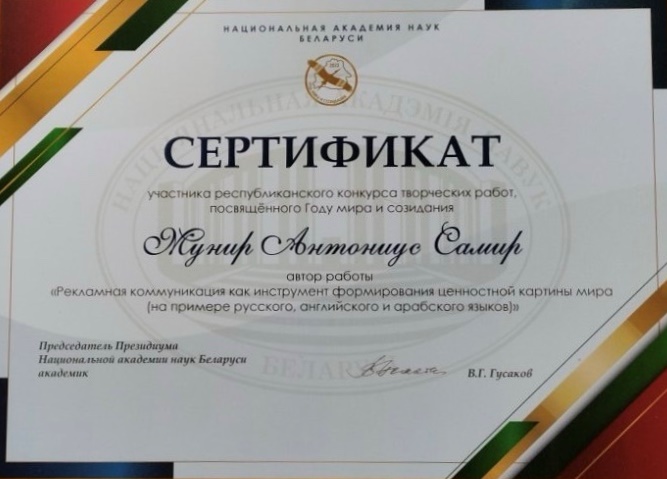 НАЦИОНАЛЬНАЯ АКАДЕМИЯ НАУК
БЕЛАРУСИ
СЕРТИФИКАТ
участника республиканского конкурса творческих работ,
посвящённого Году мира и созидания
Мунир Антониус Самир
автор работы
«Рекламная коммуникация как инструмент формирования ценностной картины мира
(на примере русского, английского и арабского языков)»
Председатель Президиума
Национальной академии наук Беларуси
академик
В.Г. Гусаков